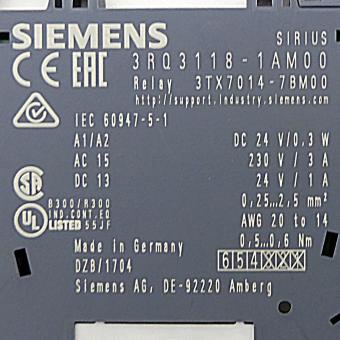 SIEMENS SIRIUS
CE EAC 3RQ3118-1AM00
Relay 3TX7014-7BM00
http://support.industry.siemens.com
IEC 60947-5-1
A1/A2 DC 24 V/0,3 W
AC 15 230 V / 3 A
DC 13 24 V / 1 A
B300/R300 0,25...2,5 mm²
IND.CONT.EQ AWG 20 to 14
UL LISTED 55JF 0,5...0,6 Nm
Made in Germany 654XXX
DZB/1704
Siemens AG, DE-92220 Amberg